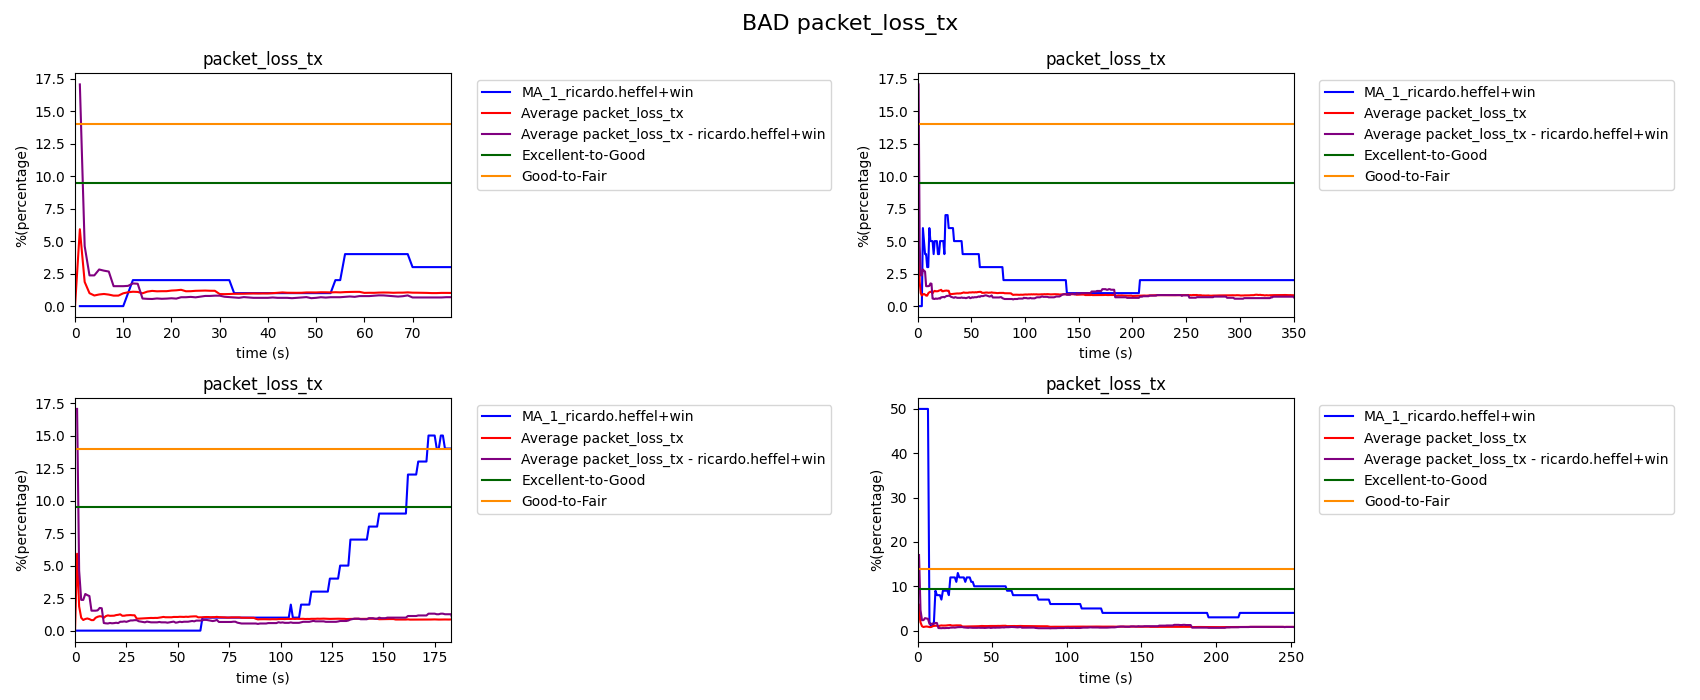 BAD packet_loss_tx
packet_loss_tx
17.5
15.0
12.5
10.0
7.5
5.0
2.5
0.0
%(percentage)
0 10 20 30 40 50 60 70
time (s)
MA_1_ricardo.heffel+win
Average packet_loss_tx
Average packet_loss_tx - ricardo.heffel+win
Excellent-to-Good
Good-to-Fair
packet_loss_tx
17.5
15.0
12.5
10.0
7.5
5.0
2.5
0.0
%(percentage)
0 50 100 150 200 250 300 350
time (s)
MA_1_ricardo.heffel+win
Average packet_loss_tx
Average packet_loss_tx - ricardo.heffel+win
Excellent-to-Good
Good-to-Fair
packet_loss_tx
17.5
15.0
12.5
10.0
7.5
5.0
2.5
0.0
%(percentage)
0 25 50 75 100 125 150 175
time (s)
MA_1_ricardo.heffel+win
Average packet_loss_tx
Average packet_loss_tx - ricardo.heffel+win
Excellent-to-Good
Good-to-Fair
packet_loss_tx
50
40
30
20
10
0
%(percentage)
0 50 100 150 200 250
time (s)
MA_1_ricardo.heffel+win
Average packet_loss_tx
Average packet_loss_tx - ricardo.heffel+win
Excellent-to-Good
Good-to-Fair